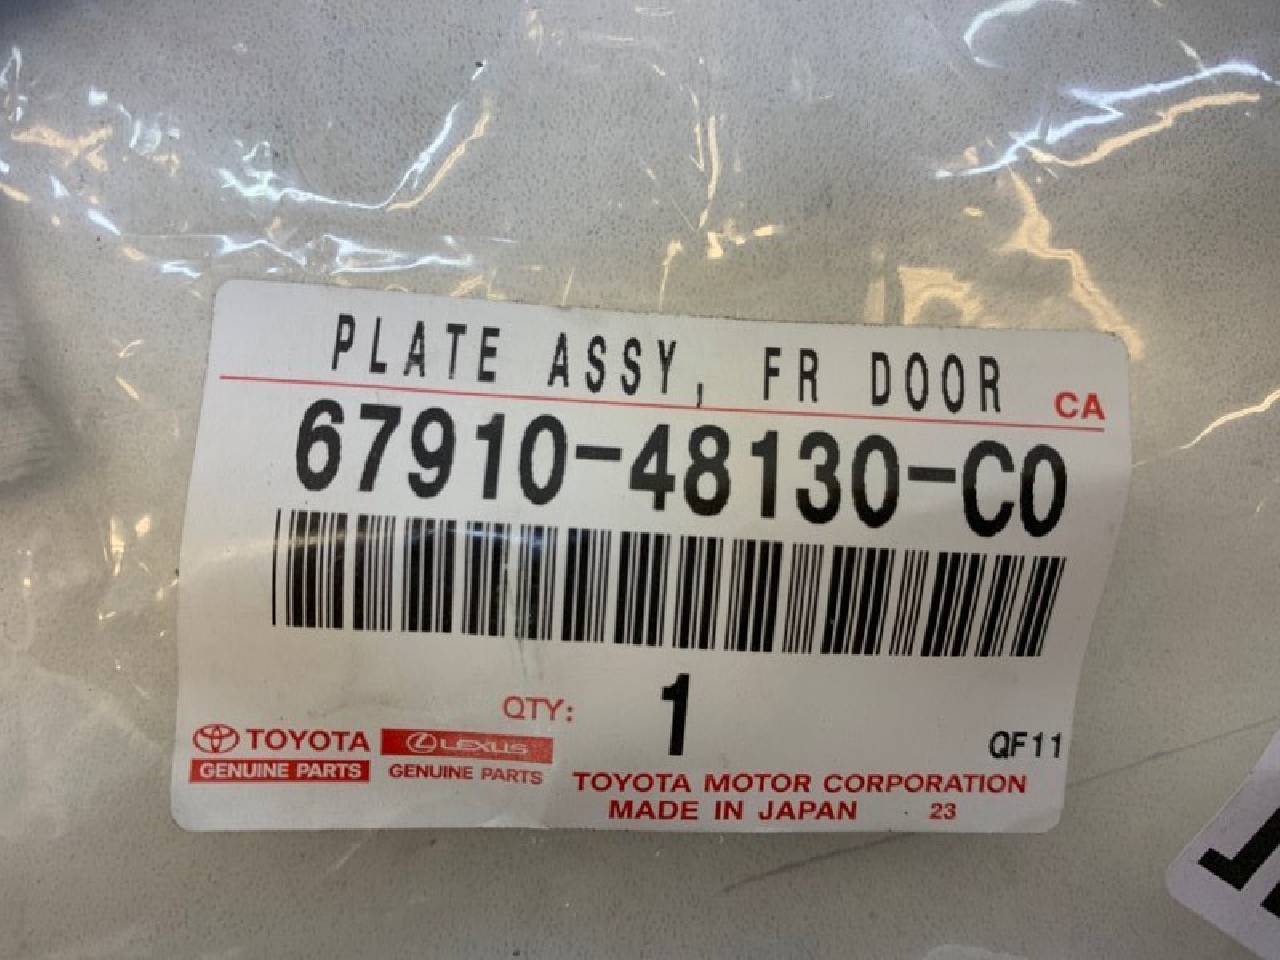 PLATE ASSY, FR DOOR
CA
67910-48130-C0
QTY: 1
QF11
TOYOTA
GENUINE PARTS
LEXUS
GENUINE PARTS
TOYOTA MOTOR CORPORATION
MADE IN JAPAN 23